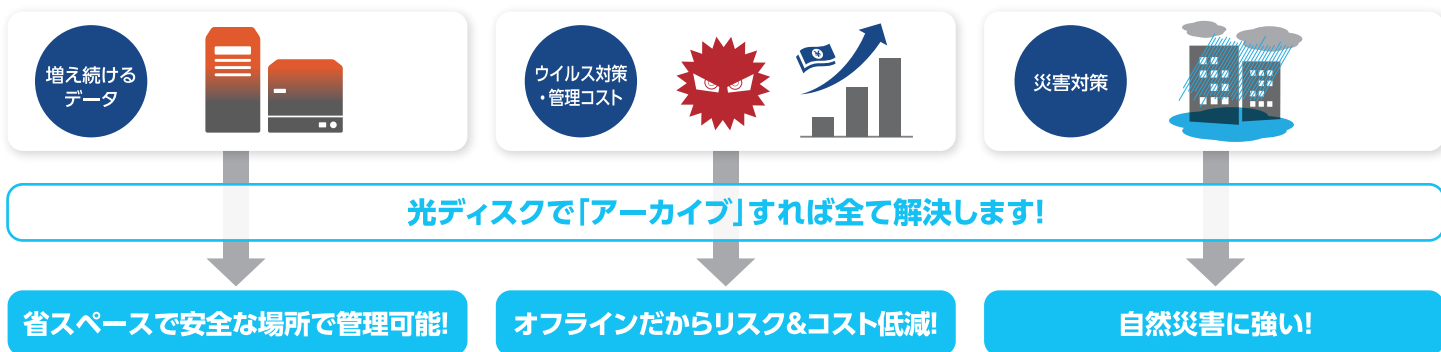 増え続ける
データ
ウイルス対策
・管理コスト
¥
災害対策
光ディスクで「アーカイブ」すれば全て解決します!
省スペースで安全な場所で管理可能!
オフラインだからリスク&コスト低減!
自然災害に強い!